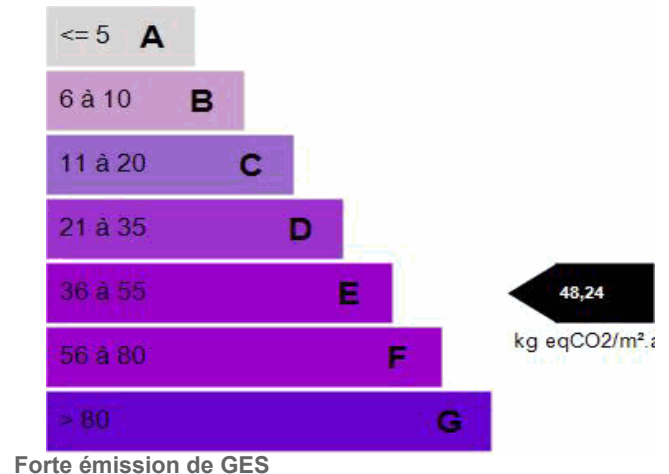 <= 5 A
6 à 10 B
11 à 20 C
21 à 35 D
36 à 55 E
48,24
kg eqCO2/m².a
56 à 80 F
> 80 G
Forte émission de GES